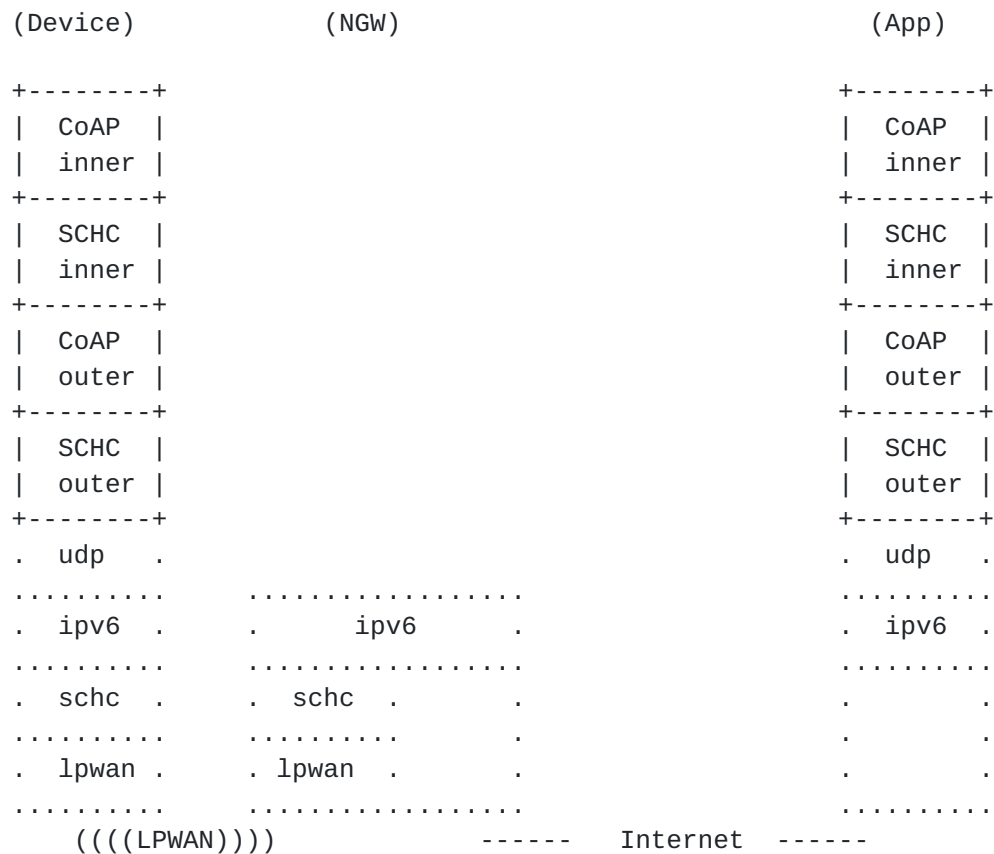 (Device)            (NGW)                              (App)

+--------+                                           +--------+
|  CoAP  |                                           |  CoAP  |
|  inner |                                           |  inner |
+--------+                                           +--------+
|  SCHC  |                                           |  SCHC  |
|  inner |                                           |  inner |
+--------+                                           +--------+
|  CoAP  |                                           |  CoAP  |
|  outer |                                           |  outer |
+--------+                                           +--------+
|  SCHC  |                                           |  SCHC  |
|  outer |                                           |  outer |
+--------+                                           +--------+
.  udp   .                                           .  udp   .
..........     ..................                    ..........
.  ipv6  .     .      ipv6      .                    .  ipv6  .
..........     ..................                    ..........
.  schc  .     .  schc  .       .                    .        .
..........     ..........       .                    .        .
.  lpwan .     . lpwan  .       .                    .        .
..........     ..................                    ..........
    ((((LPWAN))))             ------   Internet  ------